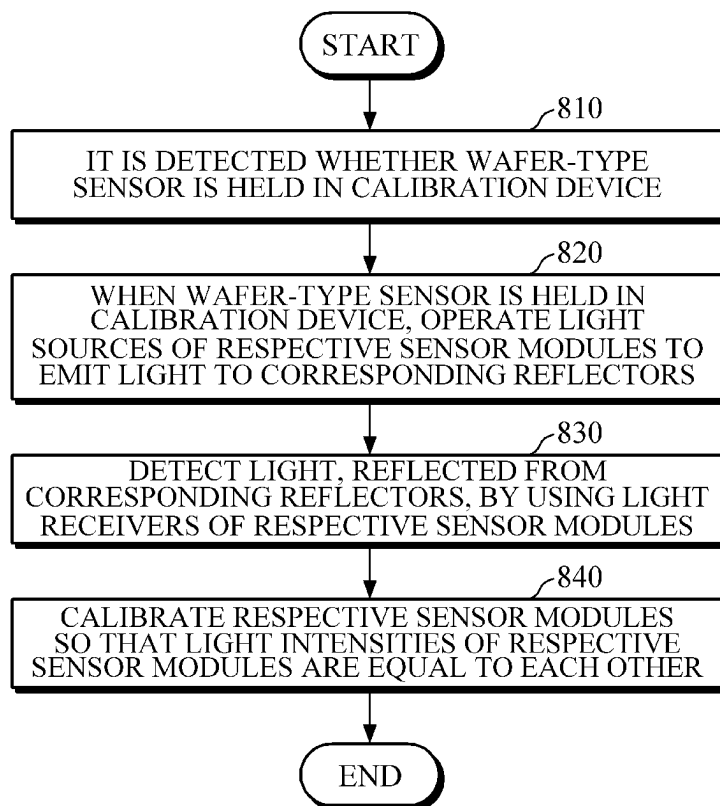 START
810
IT IS DETECTED WHETHER WAFER-TYPE
SENSOR IS HELD IN CALIBRATION DEVICE
820
WHEN WAFER-TYPE SENSOR IS HELD IN
CALIBRATION DEVICE, OPERATE LIGHT
SOURCES OF RESPECTIVE SENSOR MODULES TO
EMIT LIGHT TO CORRESPONDING REFLECTORS
830
DETECT LIGHT, REFLECTED FROM
CORRESPONDING REFLECTORS, BY USING LIGHT
RECEIVERS OF RESPECTIVE SENSOR MODULES
840
CALIBRATE RESPECTIVE SENSOR MODULES
SO THAT LIGHT INTENSITIES OF RESPECTIVE
SENSOR MODULES ARE EQUAL TO EACH OTHER
END